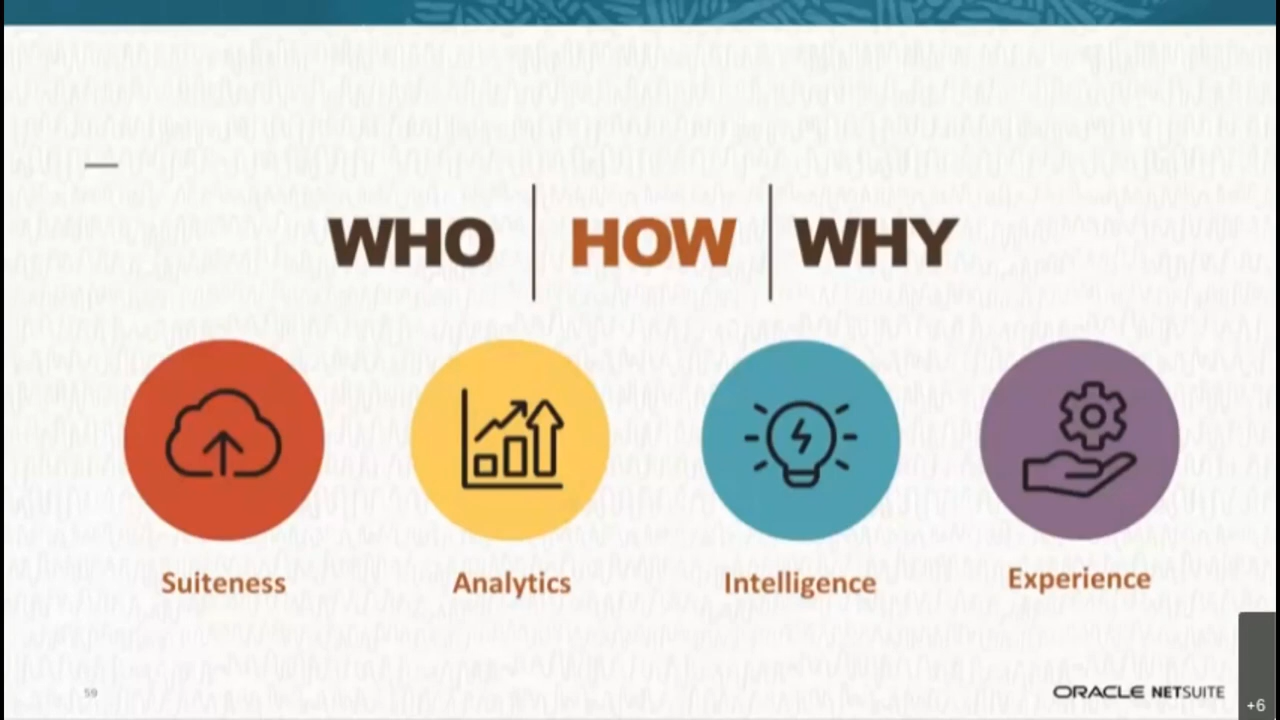 WHO | HOW | WHY
Suiteness Analytics Intelligence Experience
59 ORACLE NETSUITE
+6